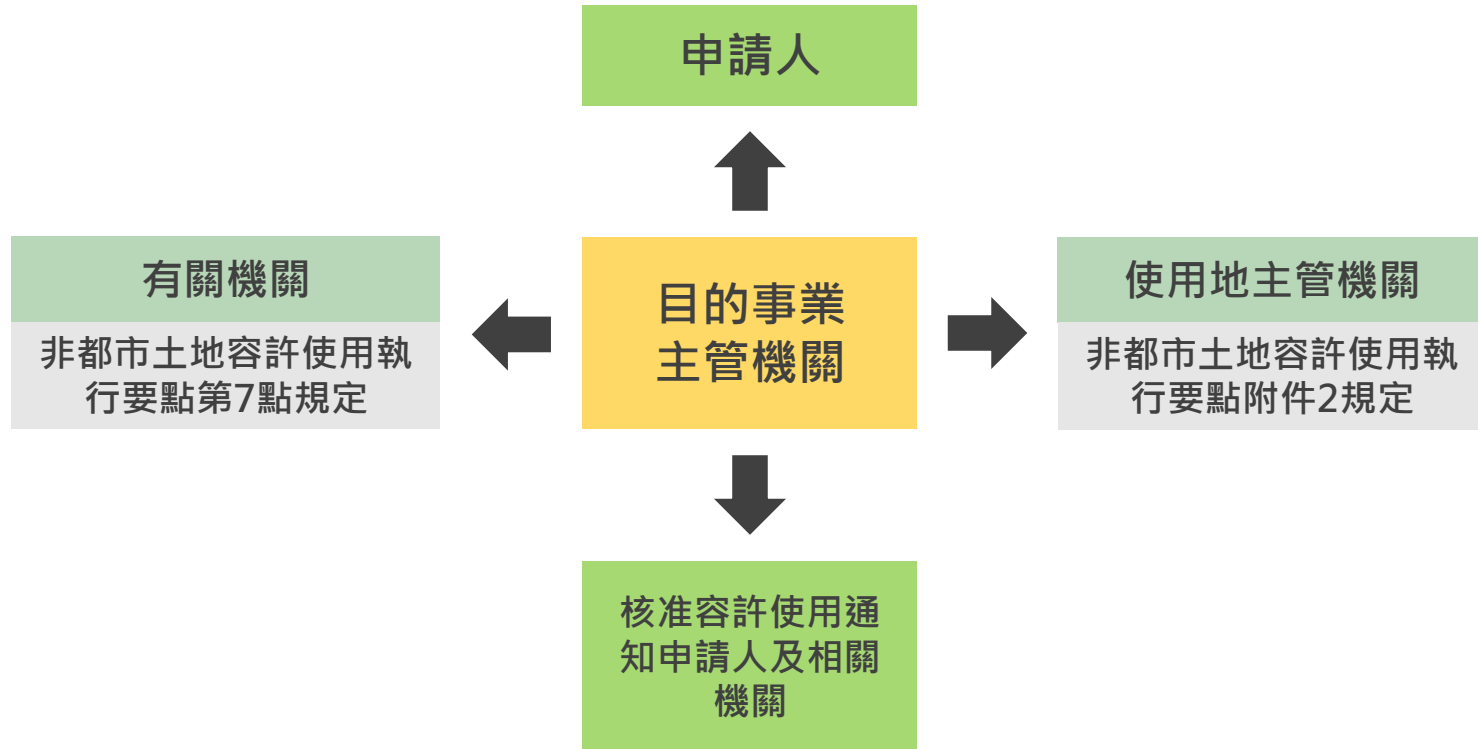 申請人
有關機關
非都市土地容許使用執
行要點第7點規定
目的事業
主管機關
使用地主管機關
非都市土地容許使用執
行要點附件2規定
核准容許使用通
知申請人及相關
機關